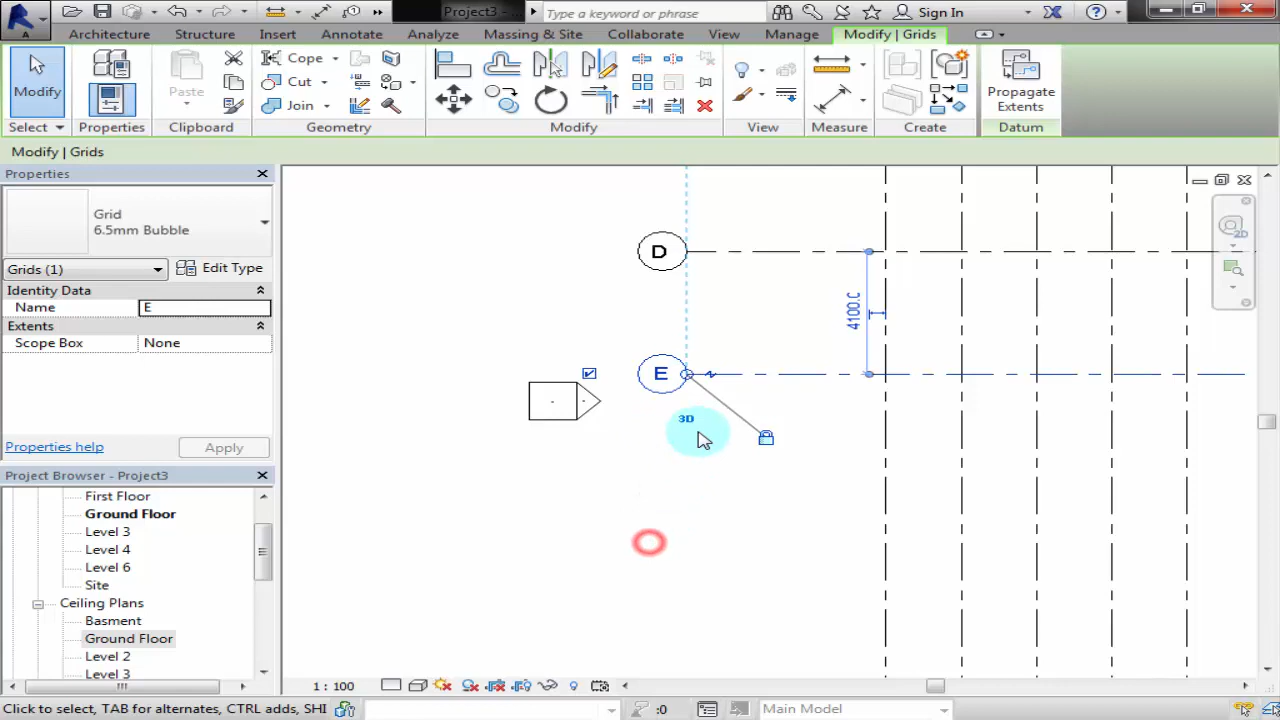 Project3 - ...
Type a keyword or phrase
Sign In
Architecture
Structure
Insert
Annotate
Analyze
Massing & Site
Collaborate
View
Manage
Modify | Grids
Modify
Cope
Cut
Join
Paste
Propagate
Extents
Select
Properties
Clipboard
Geometry
Modify
View
Measure
Create
Datum
Modify | Grids
Properties
Grid
6.5mm Bubble
Grids (1)
Edit Type
Identity Data
Name
E
Extents
Scope Box
None
Properties help
Apply
Project Browser - Project3
First Floor
Ground Floor
Level 3
Level 4
Level 6
Site
Ceiling Plans
Basment
Ground Floor
Level 2
Level 3
D
4100.0
E
3D
2D
1 : 100
Click to select, TAB for alternates, CTRL adds, SHI
:0
Main Model